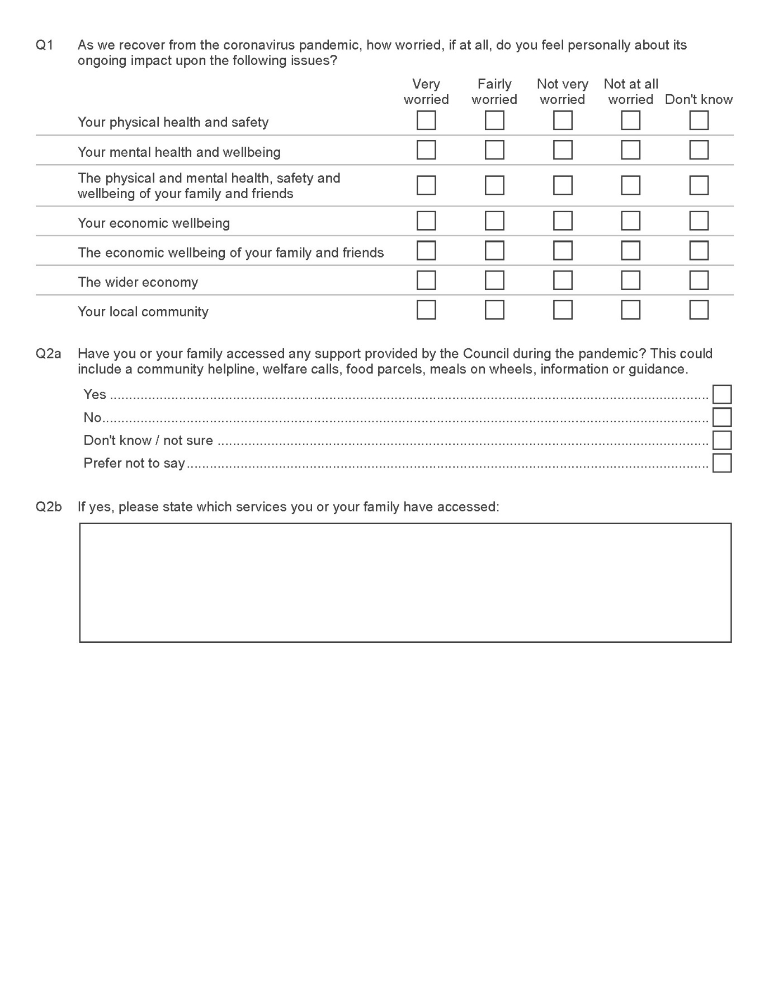 Q1 As we recover from the coronavirus pandemic, how worried, if at all, do you feel personally about its
ongoing impact upon the following issues?
Very Fairly Not very Not at all
worried worried worried worried Don't know
Your physical health and safety
Your mental health and wellbeing
The physical and mental health, safety and
wellbeing of your family and friends
Your economic wellbeing
The economic wellbeing of your family and friends
The wider economy
Your local community
Q2a Have you or your family accessed any support provided by the Council during the pandemic? This could
include a community helpline, welfare calls, food parcels, meals on wheels, information or guidance.
Yes
No
Don't know / not sure
Prefer not to say
Q2b If yes, please state which services you or your family have accessed: